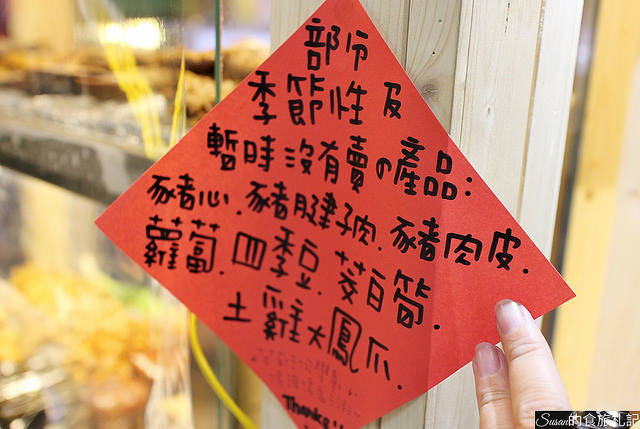 部分
季節性及
暫時沒有賣の產品：
豬心.豬腱子肉.豬肉皮.
蘿蔔.四季豆.茭白筍.
土雞大鳳爪.
Thanks!!
Susan的食旅札記